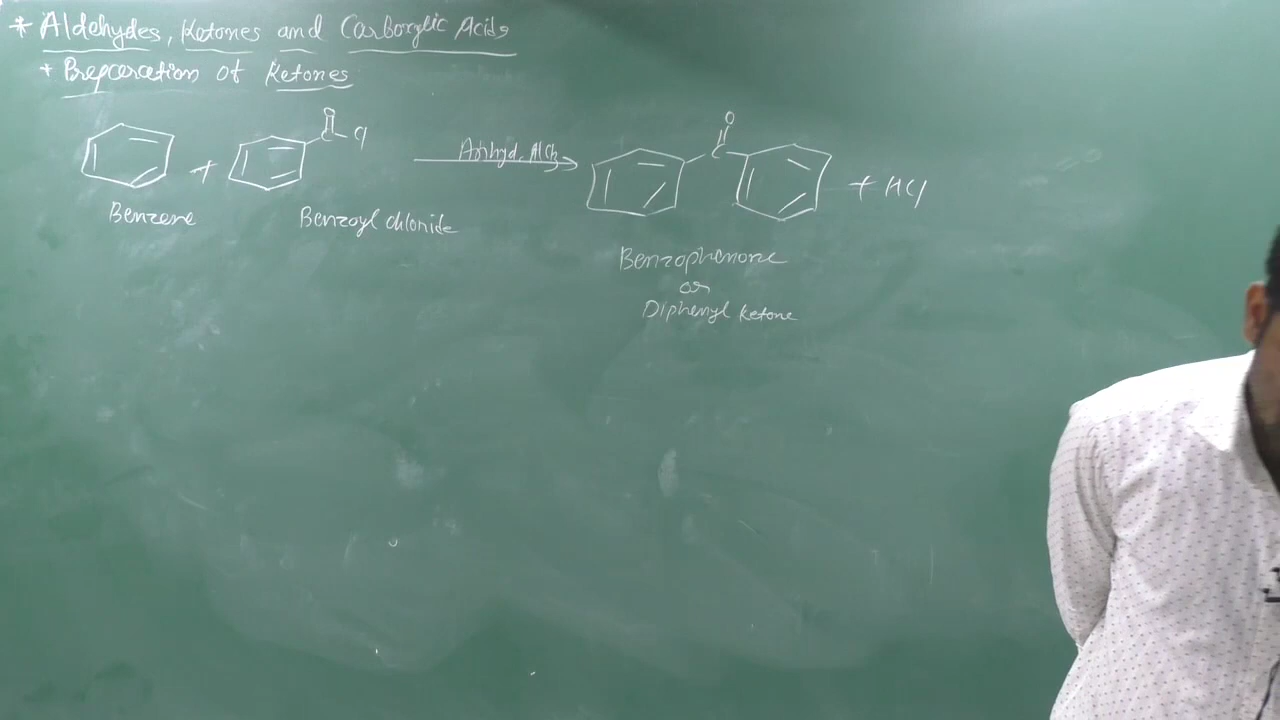 * Aldehydes, Ketones and Carboxylic Acids
+ Preparation of Ketones
O
C Cl
+
Anhyd. AlCl3
O
C
+ HCl
Benzene
Benzoyl chloride
Benzophenone
or
Diphenyl ketone